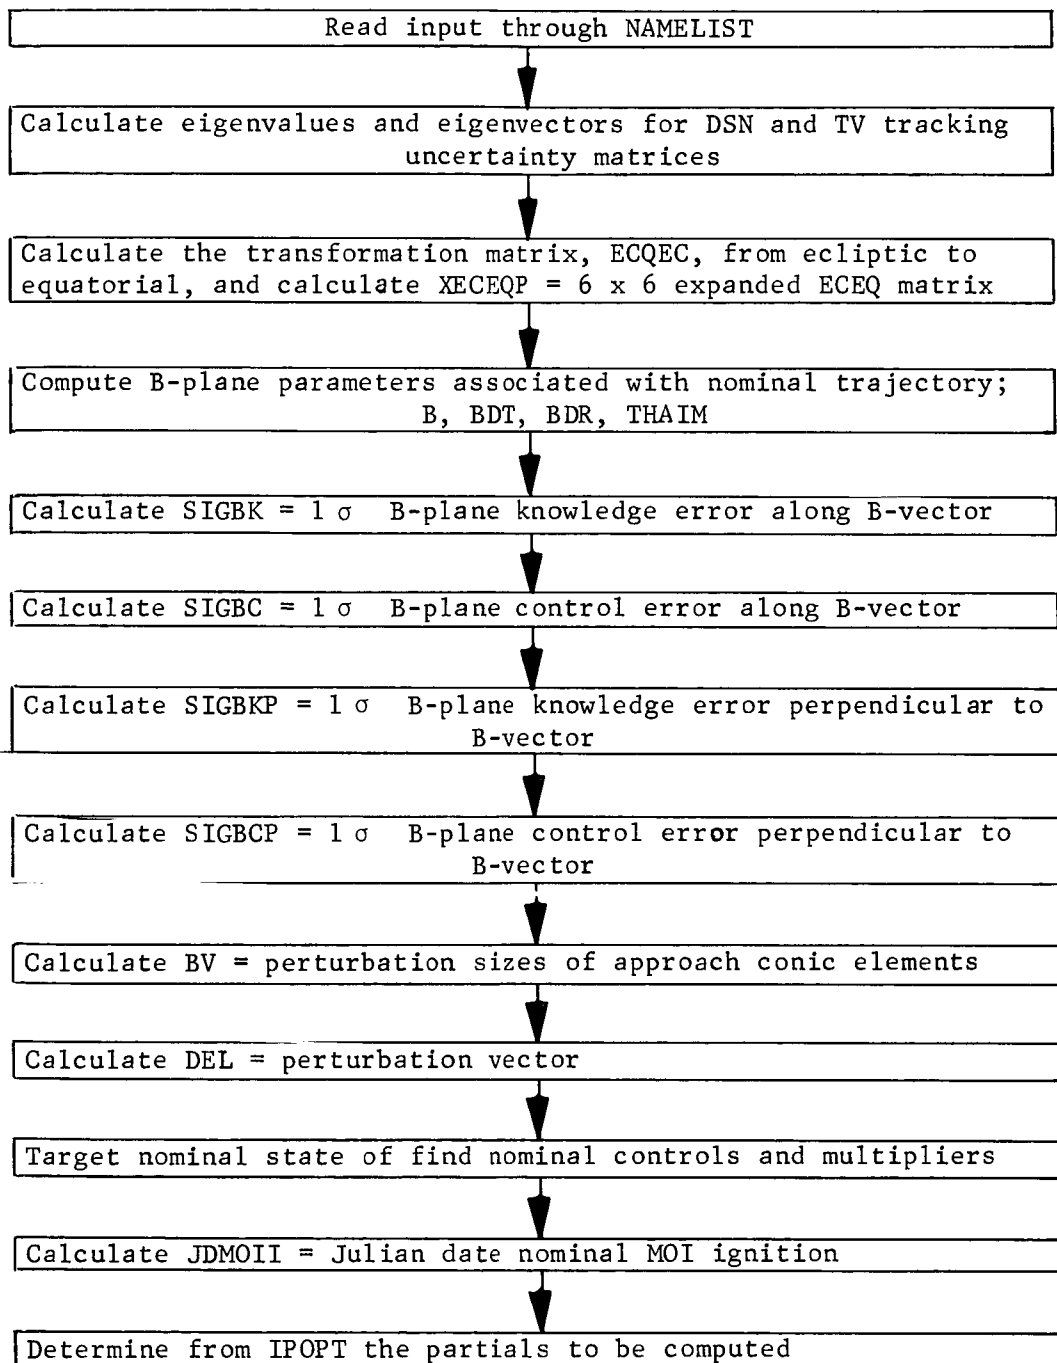 Read input through NAMELIST
Calculate eigenvalues and eigenvectors for DSN and TV tracking
uncertainty matrices
Calculate the transformation matrix, ECQEC, from ecliptic to
equatorial, and calculate XECEQP = 6 x 6 expanded ECEQ matrix
Compute B-plane parameters associated with nominal trajectory;
B, BDT, BDR, THAIM
Calculate SIGBK = 1 σ B-plane knowledge error along B-vector
Calculate SIGBC = 1 σ B-plane control error along B-vector
Calculate SIGBKP = 1 σ B-plane knowledge error perpendicular to
B-vector
Calculate SIGBCP = 1 σ B-plane control error perpendicular to
B-vector
Calculate BV = perturbation sizes of approach conic elements
Calculate DEL = perturbation vector
Target nominal state of find nominal controls and multipliers
Calculate JDMOII = Julian date nominal MOI ignition
Determine from IPOPT the partials to be computed